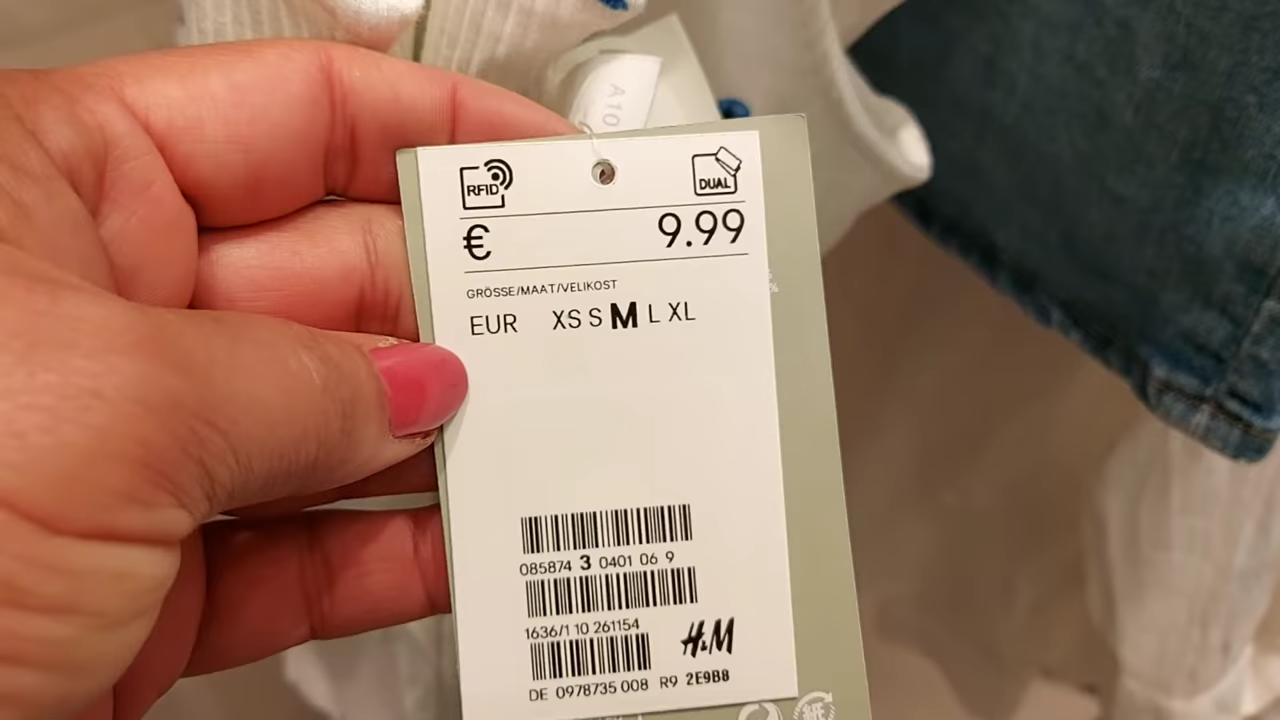 A10
RFID
DUAL
€ 9.99
GRÖSSE/MAAT/VELIKOST
EUR XS S M L XL
085874 3 0401 06 9
1636/1 10 261154
H&M
DE 0978735 008 R9 2E9B8